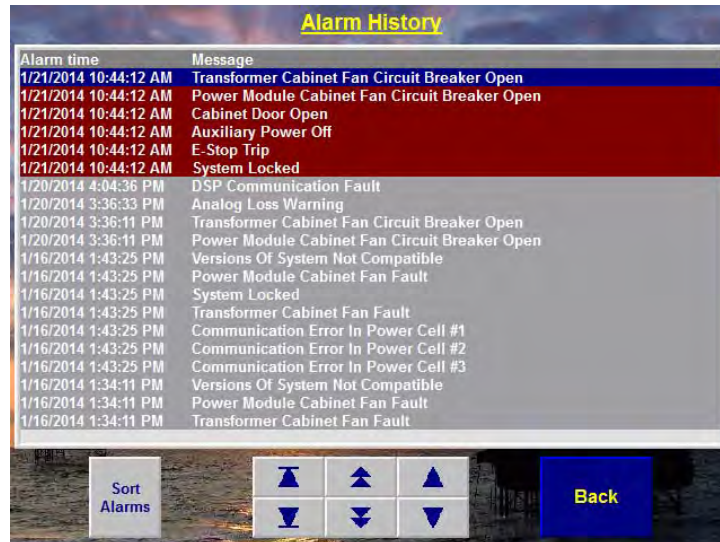 Alarm History
Alarm time Message
1/21/2014 10:44:12 AM Transformer Cabinet Fan Circuit Breaker Open
1/21/2014 10:44:12 AM Power Module Cabinet Fan Circuit Breaker Open
1/21/2014 10:44:12 AM Cabinet Door Open
1/21/2014 10:44:12 AM Auxiliary Power Off
1/21/2014 10:44:12 AM E-Stop Trip
1/21/2014 10:44:12 AM System Locked
1/20/2014 4:04:36 PM DSP Communication Fault
1/20/2014 3:36:33 PM Analog Loss Warning
1/20/2014 3:36:11 PM Transformer Cabinet Fan Circuit Breaker Open
1/20/2014 3:36:11 PM Power Module Cabinet Fan Circuit Breaker Open
1/16/2014 1:43:25 PM Versions Of System Not Compatible
1/16/2014 1:43:25 PM Power Module Cabinet Fan Fault
1/16/2014 1:43:25 PM System Locked
1/16/2014 1:43:25 PM Transformer Cabinet Fan Fault
1/16/2014 1:43:25 PM Communication Error In Power Cell #1
1/16/2014 1:43:25 PM Communication Error In Power Cell #2
1/16/2014 1:43:25 PM Communication Error In Power Cell #3
1/16/2014 1:34:11 PM Versions Of System Not Compatible
1/16/2014 1:34:11 PM Power Module Cabinet Fan Fault
1/16/2014 1:34:11 PM Transformer Cabinet Fan Fault
Sort
Alarms
Back